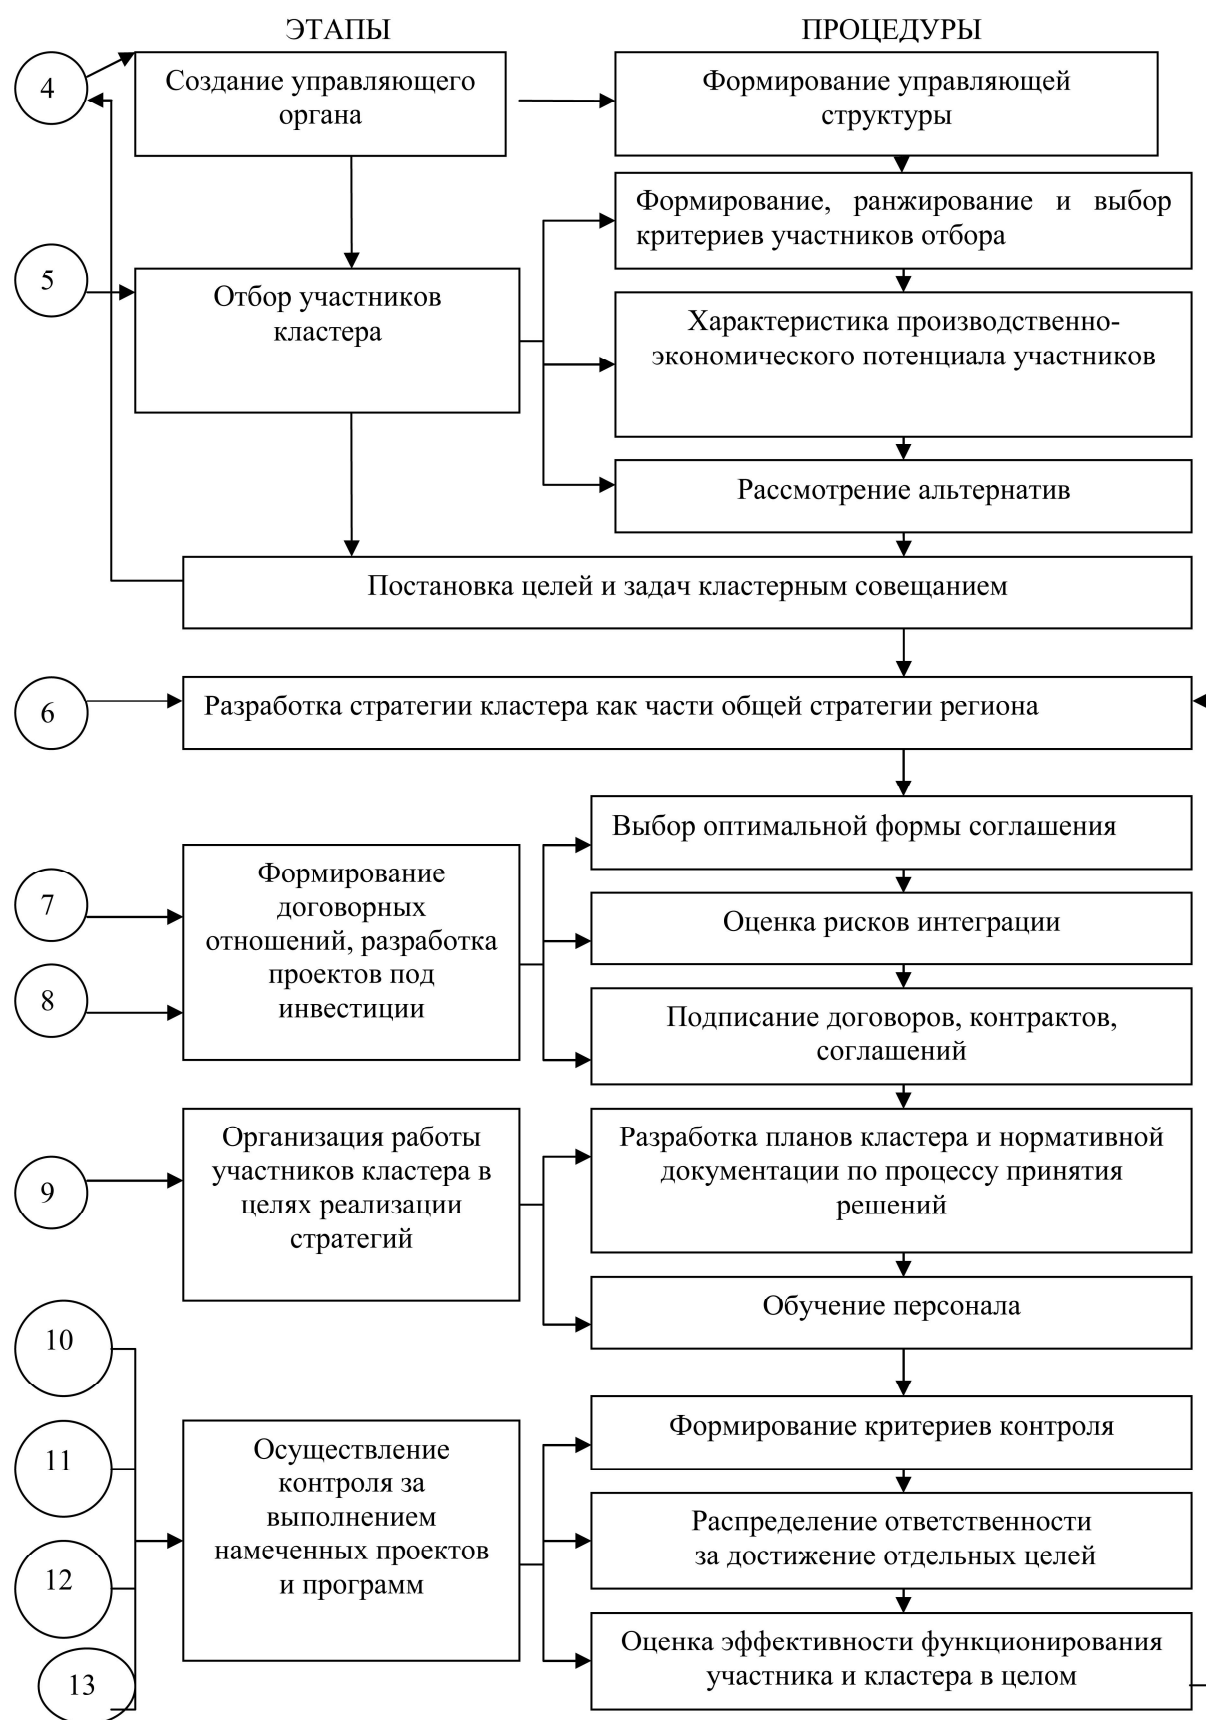 ЭТАПЫ
ПРОЦЕДУРЫ
4
Создание управляющего
органа
Формирование управляющей
структуры
Формирование, ранжирование и выбор
критериев участников отбора
5
Отбор участников
кластера
Характеристика производственно-
экономического потенциала участников
Рассмотрение альтернатив
Постановка целей и задач кластерным совещанием
6
Разработка стратегии кластера как части общей стратегии региона
Выбор оптимальной формы соглашения
7
8
Формирование
договорных
отношений, разработка
проектов под
инвестиции
Оценка рисков интеграции
Подписание договоров, контрактов,
соглашений
9
Организация работы
участников кластера в
целях реализации
стратегий
Разработка планов кластера и нормативной
документации по процессу принятия
решений
Обучение персонала
10
11
12
13
Осуществление
контроля за
выполнением
намеченных проектов
и программ
Формирование критериев контроля
Распределение ответственности
за достижение отдельных целей
Оценка эффективности функционирования
участника и кластера в целом